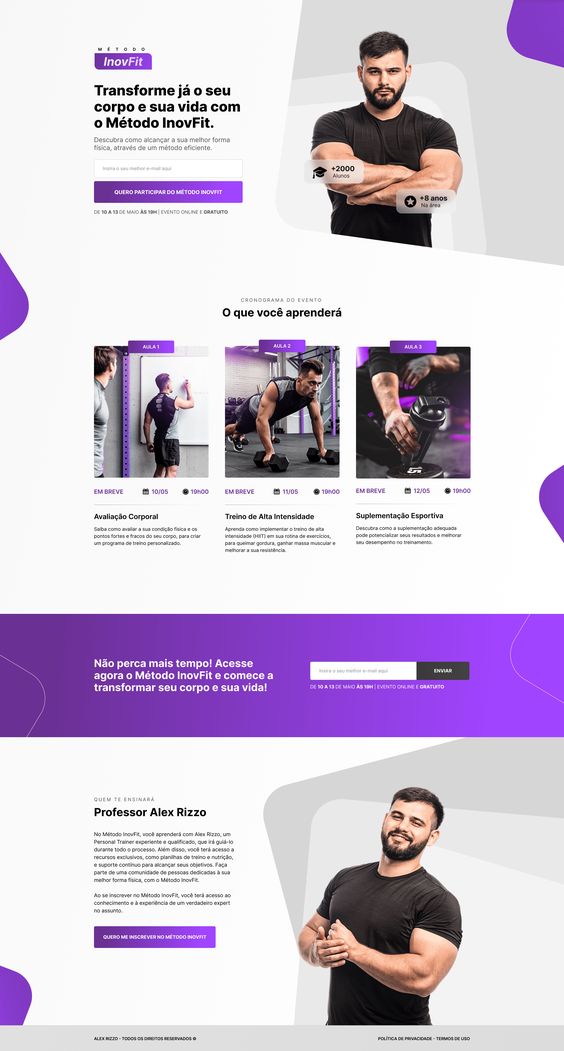 MÉTODO
InovFit
Transforme já o seu
corpo e sua vida com
o Método InovFit.
Descubra como alcançar a sua melhor forma
física, através de um método eficiente.
Insira o seu melhor e-mail aqui
QUERO PARTICIPAR DO MÉTODO INOVFIT
DE 10 A 13 DE MAIO ÀS 19H | EVENTO ONLINE E GRATUITO
+2000
Alunos
+8 anos
Na área
CRONOGRAMA DO EVENTO
O que você aprenderá
AULA 1
AULA 2
AULA 3
EM BREVE 10/05 19h00
EM BREVE 11/05 19h00
EM BREVE 12/05 19h00
Avaliação Corporal
Saiba como avaliar a sua condição física e os
pontos fortes e fracos do seu corpo, para criar
um programa de treino personalizado.
Treino de Alta Intensidade
Aprenda como implementar o treino de alta
intensidade (HIIT) em sua rotina de exercícios,
para queimar gordura, ganhar massa muscular e
melhorar a sua resistência.
Suplementação Esportiva
Descubra como a suplementação adequada
pode potencializar seus resultados e melhorar
seu desempenho no treinamento.
Não perca mais tempo! Acesse
agora o Método InovFit e comece a
transformar seu corpo e sua vida!
Insira o seu melhor e-mail aqui
ENVIAR
DE 10 A 13 DE MAIO ÀS 19H | EVENTO ONLINE E GRATUITO
QUEM TE ENSINARÁ
Professor Alex Rizzo
No Método InovFit, você aprenderá com Alex Rizzo, um
Personal Trainer experiente e qualificado, que irá guiá-lo
durante todo o processo. Além disso, você terá acesso a
recursos exclusivos, como planilhas de treino e nutrição,
e suporte contínuo para alcançar seus objetivos. Faça
parte de uma comunidade de pessoas dedicadas à sua
melhor forma física, com o Método InovFit.
Ao se inscrever no Método InovFit, você terá acesso ao
conhecimento e à experiência de um verdadeiro expert
no assunto.
QUERO ME INSCREVER NO MÉTODO INOVFIT
ALEX RIZZO - TODOS OS DIREITOS RESERVADOS ©
POLÍTICA DE PRIVACIDADE - TERMOS DE USO